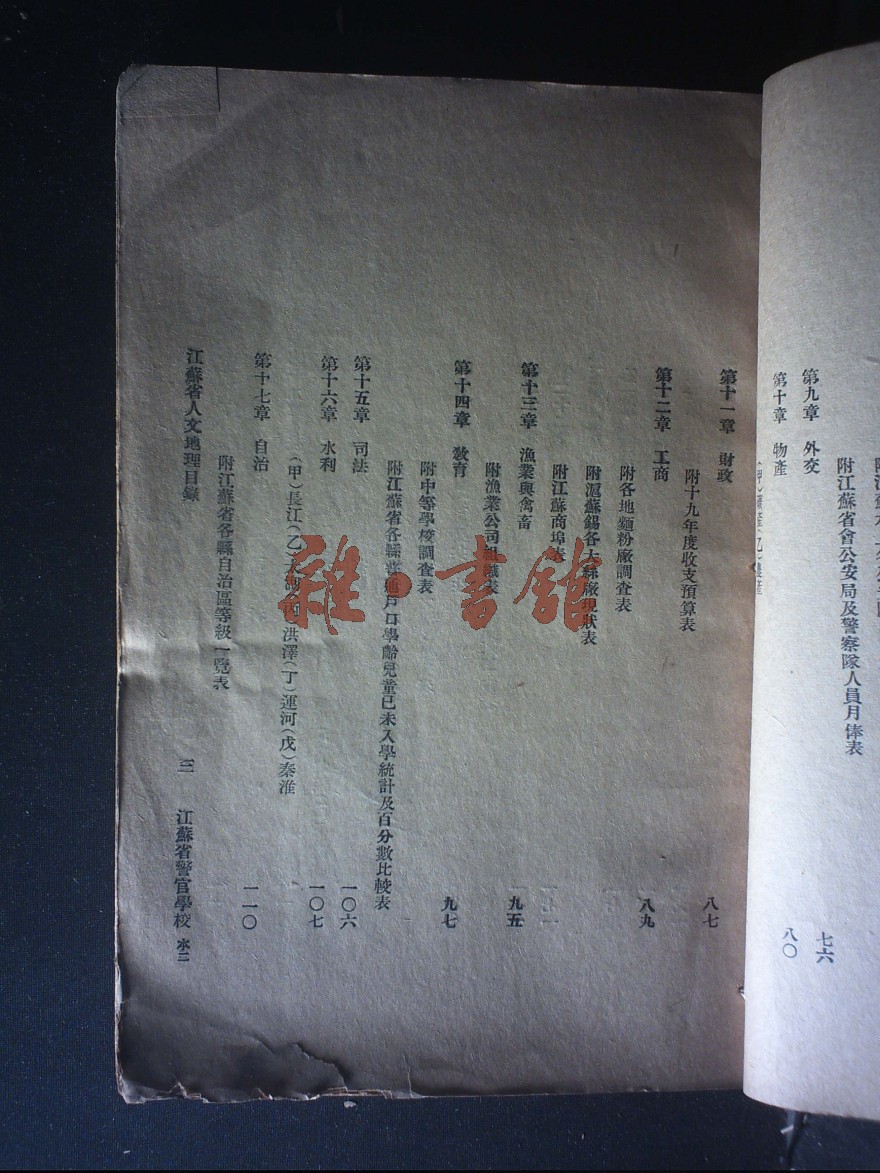 附江蘇省會公安局及警察隊人員月俸表
第九章　外交　七六
第十章　物產　八〇
第十一章　財政　八七
附十九年度收支預算表
第十二章　工商　八九
附各地麵粉廠調查表
附滬蘇錫各大絲廠現狀表
附江蘇商埠表
第十三章　漁業與禽畜　九五
附漁業公司組織表
第十四章　教育　九七
附中等學校調查表
附江蘇省各縣普通戶口學齡兒童已未入學統計及百分數比較表
第十五章　司法　一〇六
第十六章　水利　一〇七
(甲)長江(乙)太湖(丙)洪澤(丁)運河(戊)秦淮
第十七章　自治　一一〇
附江蘇省各縣自治區等級一覽表
江蘇省人文地理目錄　三　江蘇省警官學校　水二
雜·書館